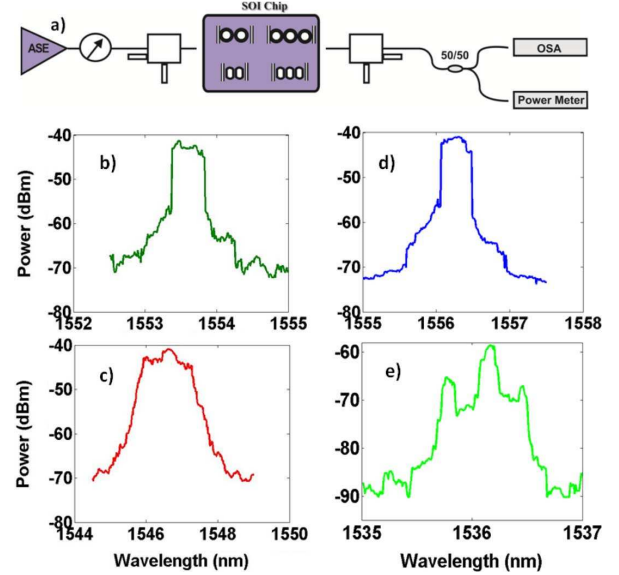 SOI Chip
a)
ASE
50/50
OSA
Power Meter
b)
-40
-50
-60
-70
-80
1552
1553
1554
1555
Power (dBm)
d)
-40
-50
-60
-70
-80
1555
1556
1557
1558
c)
-40
-50
-60
-70
-80
1544
1546
1548
1550
Power (dBm)
Wavelength (nm)
e)
-60
-70
-80
-90
1535
1536
1537
Wavelength (nm)